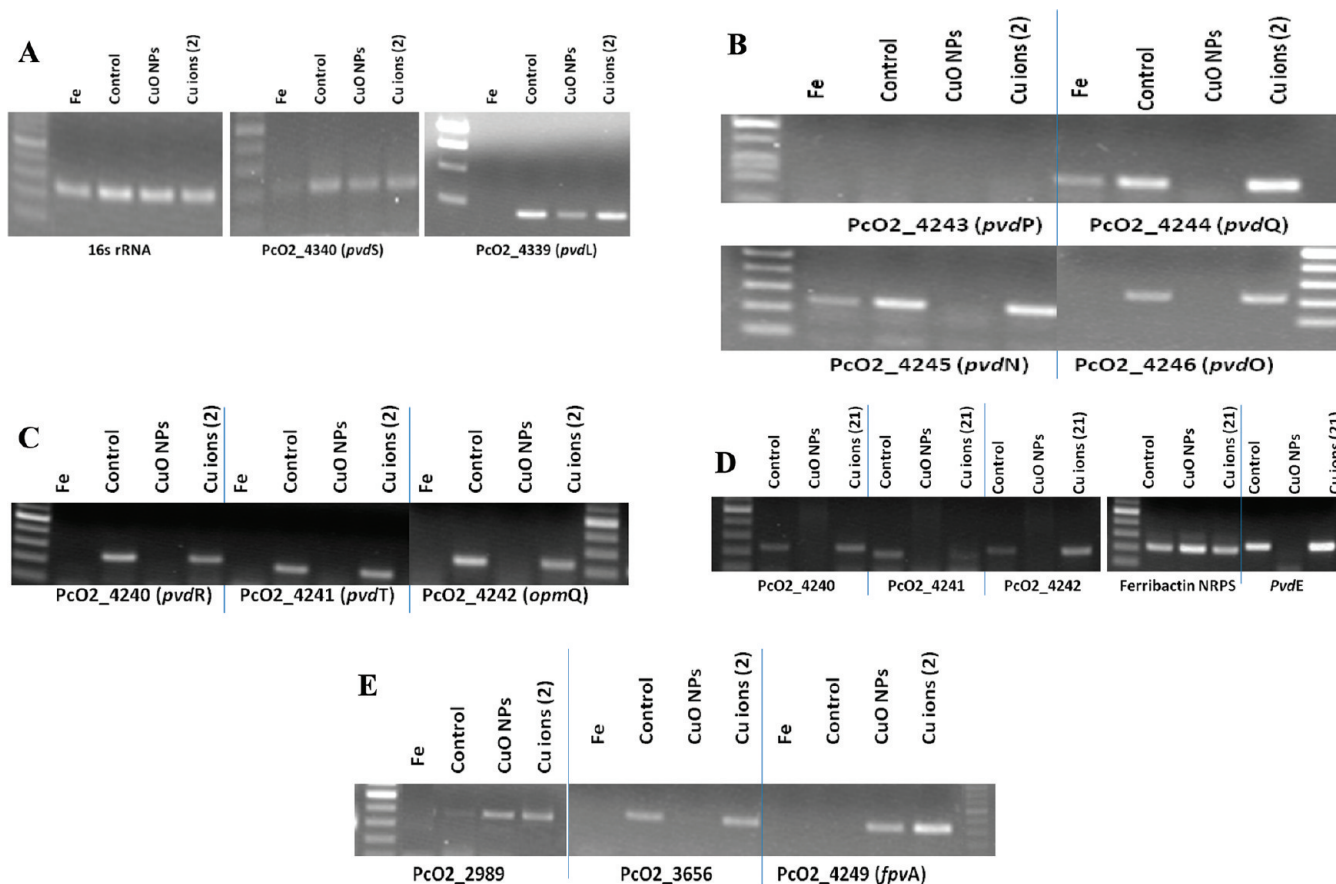 A
Fe Control CuO NPs Cu ions (2)
16s rRNA
PcO2_4340 (pvdS)
Fe Control CuO NPs Cu ions (2)
Fe Control CuO NPs Cu ions (2)
PcO2_4339 (pvdL)
B
Fe Control CuO NPs Cu ions (2) Fe Control CuO NPs Cu ions (2)
PcO2_4243 (pvdP) PcO2_4244 (pvdQ)
PcO2_4245 (pvdN) PcO2_4246 (pvdO)
C
Fe Control CuO NPs Cu ions (2) Fe Control CuO NPs Cu ions (2) Fe Control CuO NPs Cu ions (2)
PcO2_4240 (pvdR) PcO2_4241 (pvdT) PcO2_4242 (opmQ)
D
Control CuO NPs Cu ions (21) Control CuO NPs Cu ions (21) Control CuO NPs Cu ions (21) Control CuO NPs Cu ions (21) Control CuO NPs Cu ions (21)
PcO2_4240 PcO2_4241 PcO2_4242 Ferribactin NRPS PvdE
E
Fe Control CuO NPs Cu ions (2) Fe Control CuO NPs Cu ions (2) Fe Control CuO NPs Cu ions (2)
PcO2_2989 PcO2_3656 PcO2_4249 (fpvA)